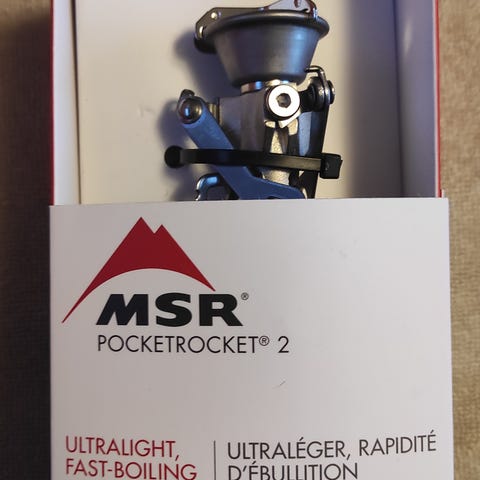 MSR®
POCKETROCKET® 2
ULTRALIGHT,
FAST-BOILING
ULTRALÉGER, RAPIDITÉ
D'ÉBULLITION